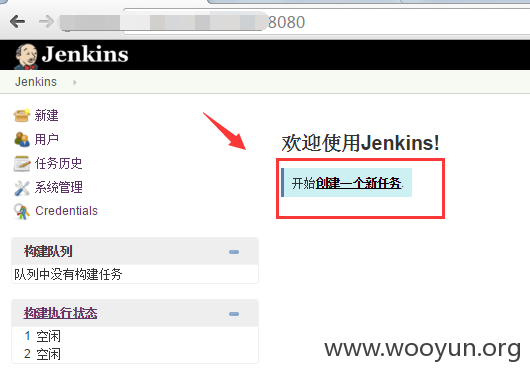 8080
Jenkins
Jenkins
新建
用户
任务历史
系统管理
Credentials
构建队列
队列中没有构建任务
构建执行状态
1 空闲
2 空闲
欢迎使用Jenkins!
开始创建一个新任务.
www.wooyun.org